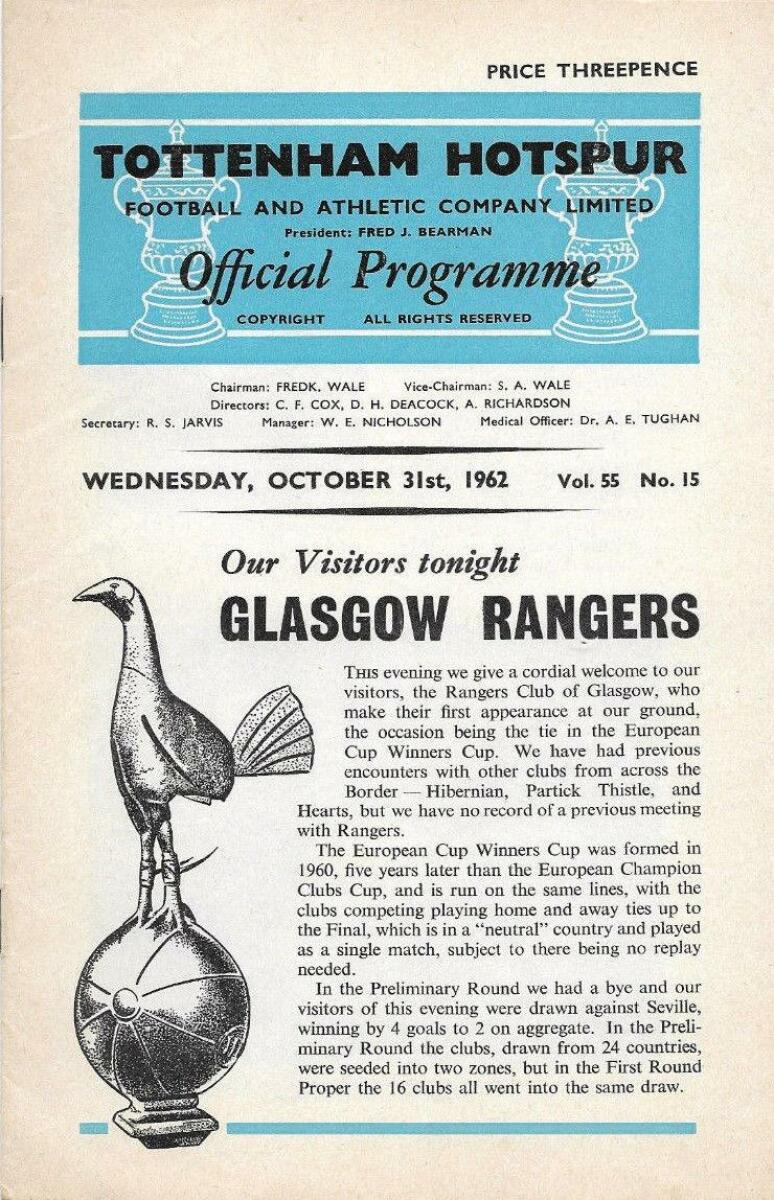 PRICE THREEPENCE
TOTTENHAM HOTSPUR
FOOTBALL AND ATHLETIC COMPANY LIMITED
President: FRED J. BEARMAN
Official Programme
COPYRIGHT ALL RIGHTS RESERVED
Chairman: FREDK. WALE Vice-Chairman: S. A. WALE
Directors: C. F. COX, D. H. DEACOCK, A. RICHARDSON
Secretary: R. S. JARVIS Manager: W. E. NICHOLSON Medical Officer: Dr. A. E. TUGHAN
WEDNESDAY, OCTOBER 31st, 1962 Vol. 55 No. 15
Our Visitors tonight
GLASGOW RANGERS
THIS evening we give a cordial welcome to our
visitors, the Rangers Club of Glasgow, who
make their first appearance at our ground,
the occasion being the tie in the European
Cup Winners Cup. We have had previous
encounters with other clubs from across the
Border — Hibernian, Partick Thistle, and
Hearts, but we have no record of a previous meeting
with Rangers.
The European Cup Winners Cup was formed in
1960, five years later than the European Champion
Clubs Cup, and is run on the same lines, with the
clubs competing playing home and away ties up to
the Final, which is in a "neutral" country and played
as a single match, subject to there being no replay
needed.
In the Preliminary Round we had a bye and our
visitors of this evening were drawn against Seville,
winning by 4 goals to 2 on aggregate. In the Preli-
minary Round the clubs, drawn from 24 countries,
were seeded into two zones, but in the First Round
Proper the 16 clubs all went into the same draw.